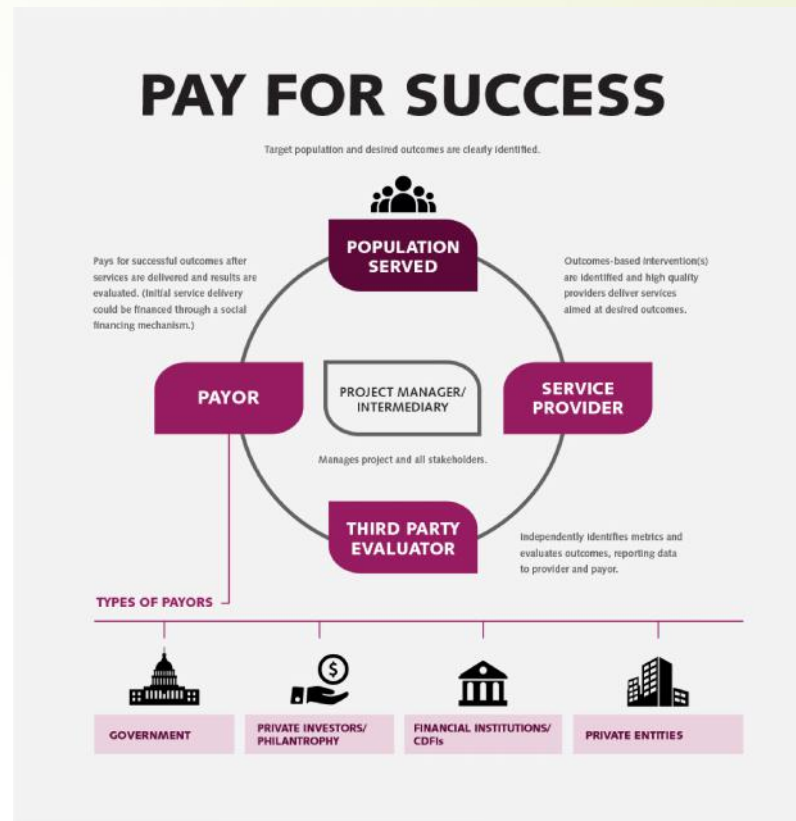 PAY FOR SUCCESS
Target population and desired outcomes are clearly identified.
POPULATION
SERVED
Pays for successful outcomes after
services are delivered and results are
evaluated. (Initial service delivery
could be financed through a social
financing mechanism.)
Outcomes-based intervention(s)
are identified and high quality
providers deliver services
aimed at desired outcomes.
PAYOR
PROJECT MANAGER/
INTERMEDIARY
SERVICE
PROVIDER
Manages project and all stakeholders.
THIRD PARTY
EVALUATOR
Independently identifies metrics and
evaluates outcomes, reporting data
to provider and payor.
TYPES OF PAYORS
$
GOVERNMENT
PRIVATE INVESTORS/
PHILANTROPHY
FINANCIAL INSTITUTIONS/
CDFIs
PRIVATE ENTITIES